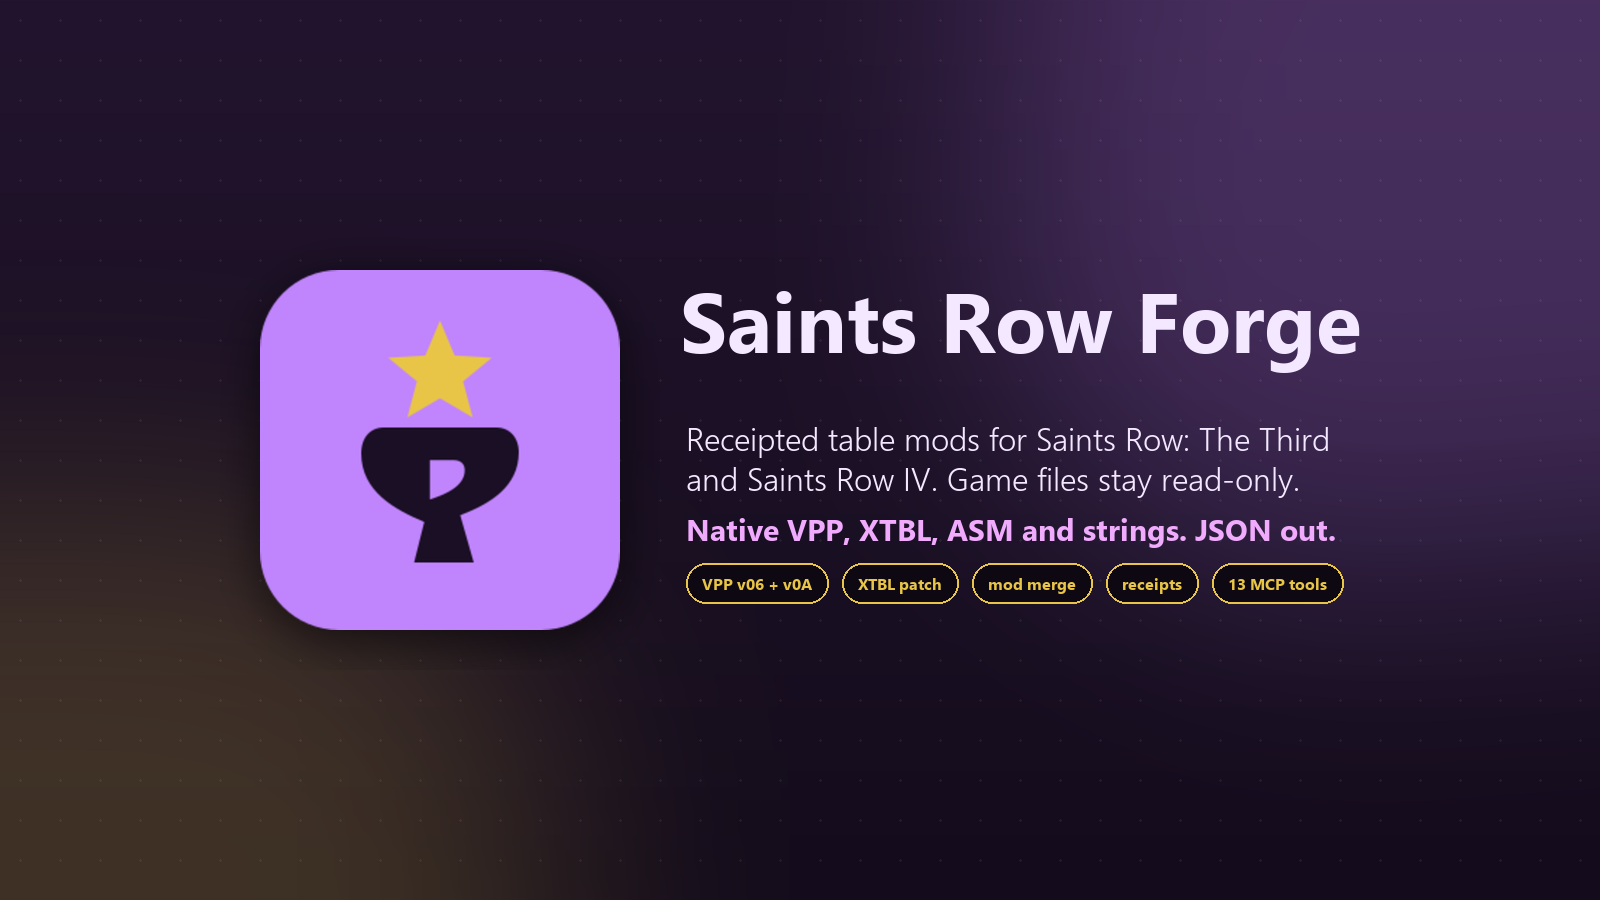 Saints Row Forge
Receipted table mods for Saints Row: The Third
and Saints Row IV. Game files stay read-only.
Native VPP, XTBL, ASM and strings. JSON out.
VPP v06 + v0A
XTBL patch
mod merge
receipts
13 MCP tools